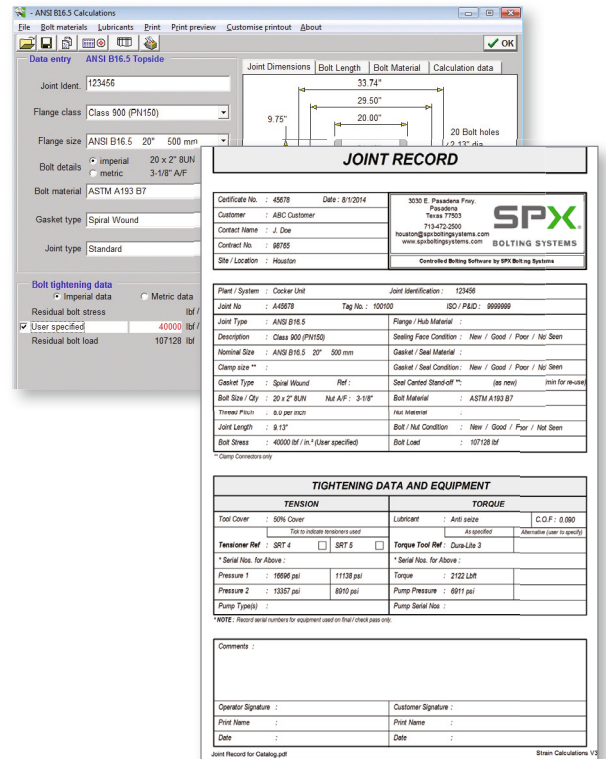 - ANSI B16.5 Calculations
File Bolt materials Lubricants Print Print preview Customise printout About
OK
Data entry ANSI B16.5 Topside
Joint Dimensions Bolt Length Bolt Material Calculation data
Joint Ident. 123456
33.74"
29.50"
20.00"
9.75"
20 Bolt holes
2.13" dia
Flange class Class 900 (PN150)
Flange size ANSI B16.5 20" 500 mm
Bolt details imperial 20 x 2" 8UN
metric 3-1/8" A/F
Bolt material ASTM A193 B7
Gasket type Spiral Wound
Joint type Standard
Bolt tightening data
Imperial data Metric data
Residual bolt stress lbf /
User specified 40000 lbf /
Residual bolt load 107128 lbf
JOINT RECORD
Certificate No. : 45678 Date : 8/1/2014
Customer : ABC Customer
Contact Name : J. Doe
Contract No. : 98765
Site / Location : Houston
3030 E. Pasadena Frwy.
Pasadena
Texas 77503
713-472-2500
houston@spxboltingsystems.com
www.spxboltingsystems.com
SPX
BOLTING SYSTEMS
Controlled Bolting Software by SPX Bolting Systems
Plant / System : Cocker Unit Joint Identification : 123456
Joint No : A45678 Tag No. : 100100 ISO / P&ID : 9999999
Joint Type : ANSI B16.5 Flange / Hub Material :
Description : Class 900 (PN150) Sealing Face Condition : New / Good / Poor / No Seen
Nominal Size : ANSI B16.5 20" 500 mm Gasket / Seal Material :
Clamp size ** : Gasket / Seal Condition : New / Good / Poor / No Seen
Gasket Type : Spiral Wound Ref : Seal Canted Stand-off **: (as new) (min for re-use)
Bolt Size / Qty : 20 x 2" 8UN Nut A/F : 3-1/8" Bolt Material : ASTM A193 B7
Thread Pitch : 8.0 per inch Nut Material :
Joint Length : 9.13" Bolt / Nut Condition : New / Good / Poor / Not Seen
Bolt Stress : 40000 lbf / in.² (User specified) Bolt Load : 107128 lbf
** Clamp Connectors only
TIGHTENING DATA AND EQUIPMENT
TENSION TORQUE
Tool Cover : 50% Cover Lubricant : Anti seize C.O.F : 0.090
Tick to indicate tensioners used As specified Alternative (user to specify)
Tensioner Ref : SRT 4 SRT 5 Torque Tool Ref : Dura-Lite 3
* Serial Nos. for Above : * Serial Nos. for Above :
Pressure 1 : 16696 psi 11138 psi Torque : 2122 Lbft
Pressure 2 : 13357 psi 8910 psi Pump Pressure : 6911 psi
Pump Type(s) : Pump Serial Nos :
* NOTE : Record serial numbers for equipment used on final / check pass only.
Comments :
Operator Signature : Customer Signature :
Print Name : Print Name :
Date : Date :
Joint Record for Catalog.pdf Strain Calculations V3